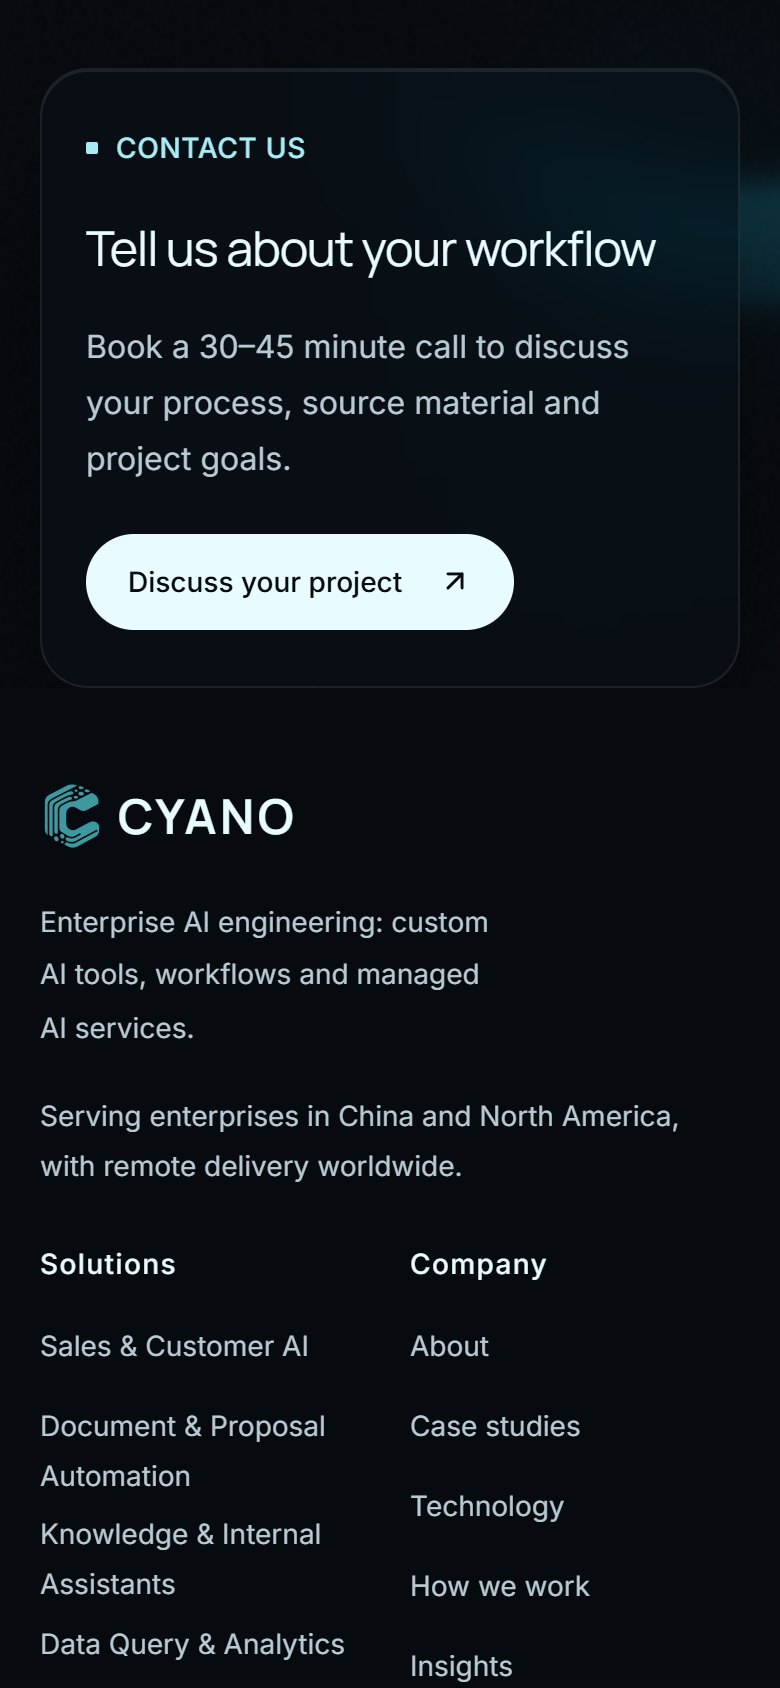 CONTACT US
Tell us about your workflow
Book a 30–45 minute call to discuss
your process, source material and
project goals.
Discuss your project
CYANO
Enterprise AI engineering: custom
AI tools, workflows and managed
AI services.
Serving enterprises in China and North America,
with remote delivery worldwide.
Solutions
Sales & Customer AI
Document & Proposal
Automation
Knowledge & Internal
Assistants
Data Query & Analytics
Company
About
Case studies
Technology
How we work
Insights